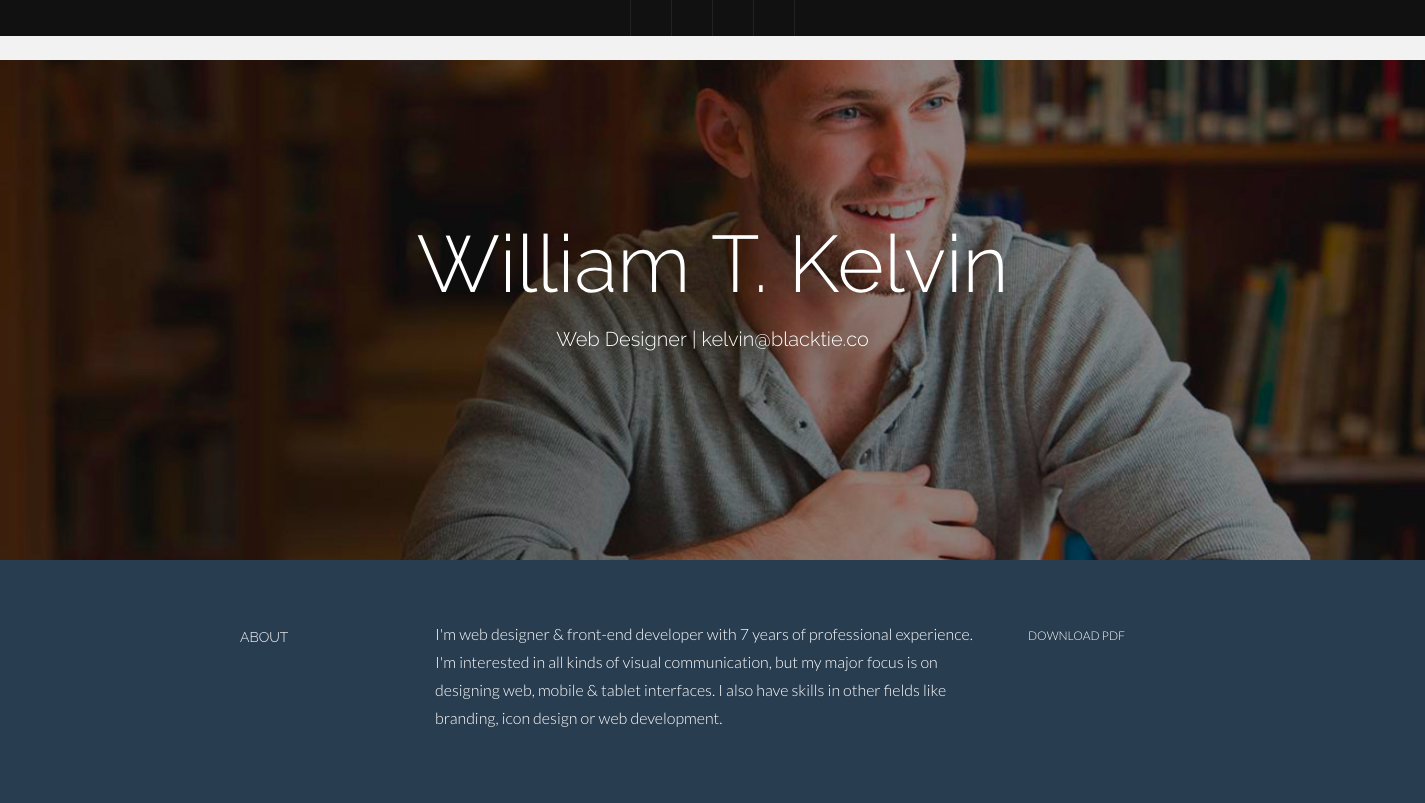 William T. Kelvin
Web Designer | kelvin@blacktie.co
ABOUT
I'm web designer & front-end developer with 7 years of professional experience.
I'm interested in all kinds of visual communication, but my major focus is on
designing web, mobile & tablet interfaces. I also have skills in other fields like
branding, icon design or web development.
DOWNLOAD PDF